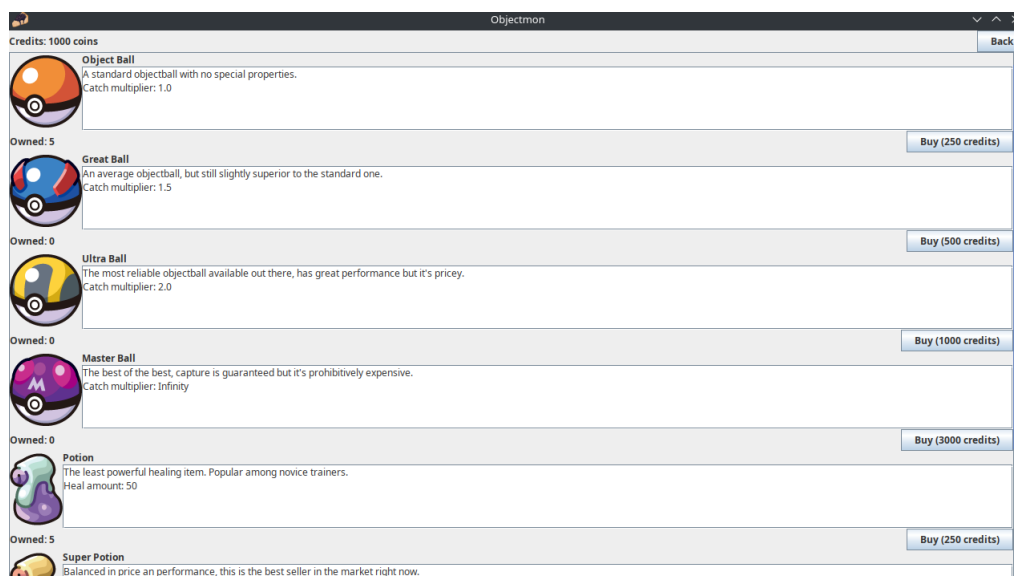 Objectmon
Credits: 1000 coins
Back
Object Ball
A standard objectball with no special properties.
Catch multiplier: 1.0
Owned: 5
Buy (250 credits)
Great Ball
An average objectball, but still slightly superior to the standard one.
Catch multiplier: 1.5
Owned: 0
Buy (500 credits)
Ultra Ball
The most reliable objectball available out there, has great performance but it's pricey.
Catch multiplier: 2.0
Owned: 0
Buy (1000 credits)
Master Ball
The best of the best, capture is guaranteed but it's prohibitively expensive.
Catch multiplier: Infinity
M
Owned: 0
Buy (3000 credits)
Potion
The least powerful healing item. Popular among novice trainers.
Heal amount: 50
Owned: 5
Buy (250 credits)
Super Potion
Balanced in price an performance, this is the best seller in the market right now.